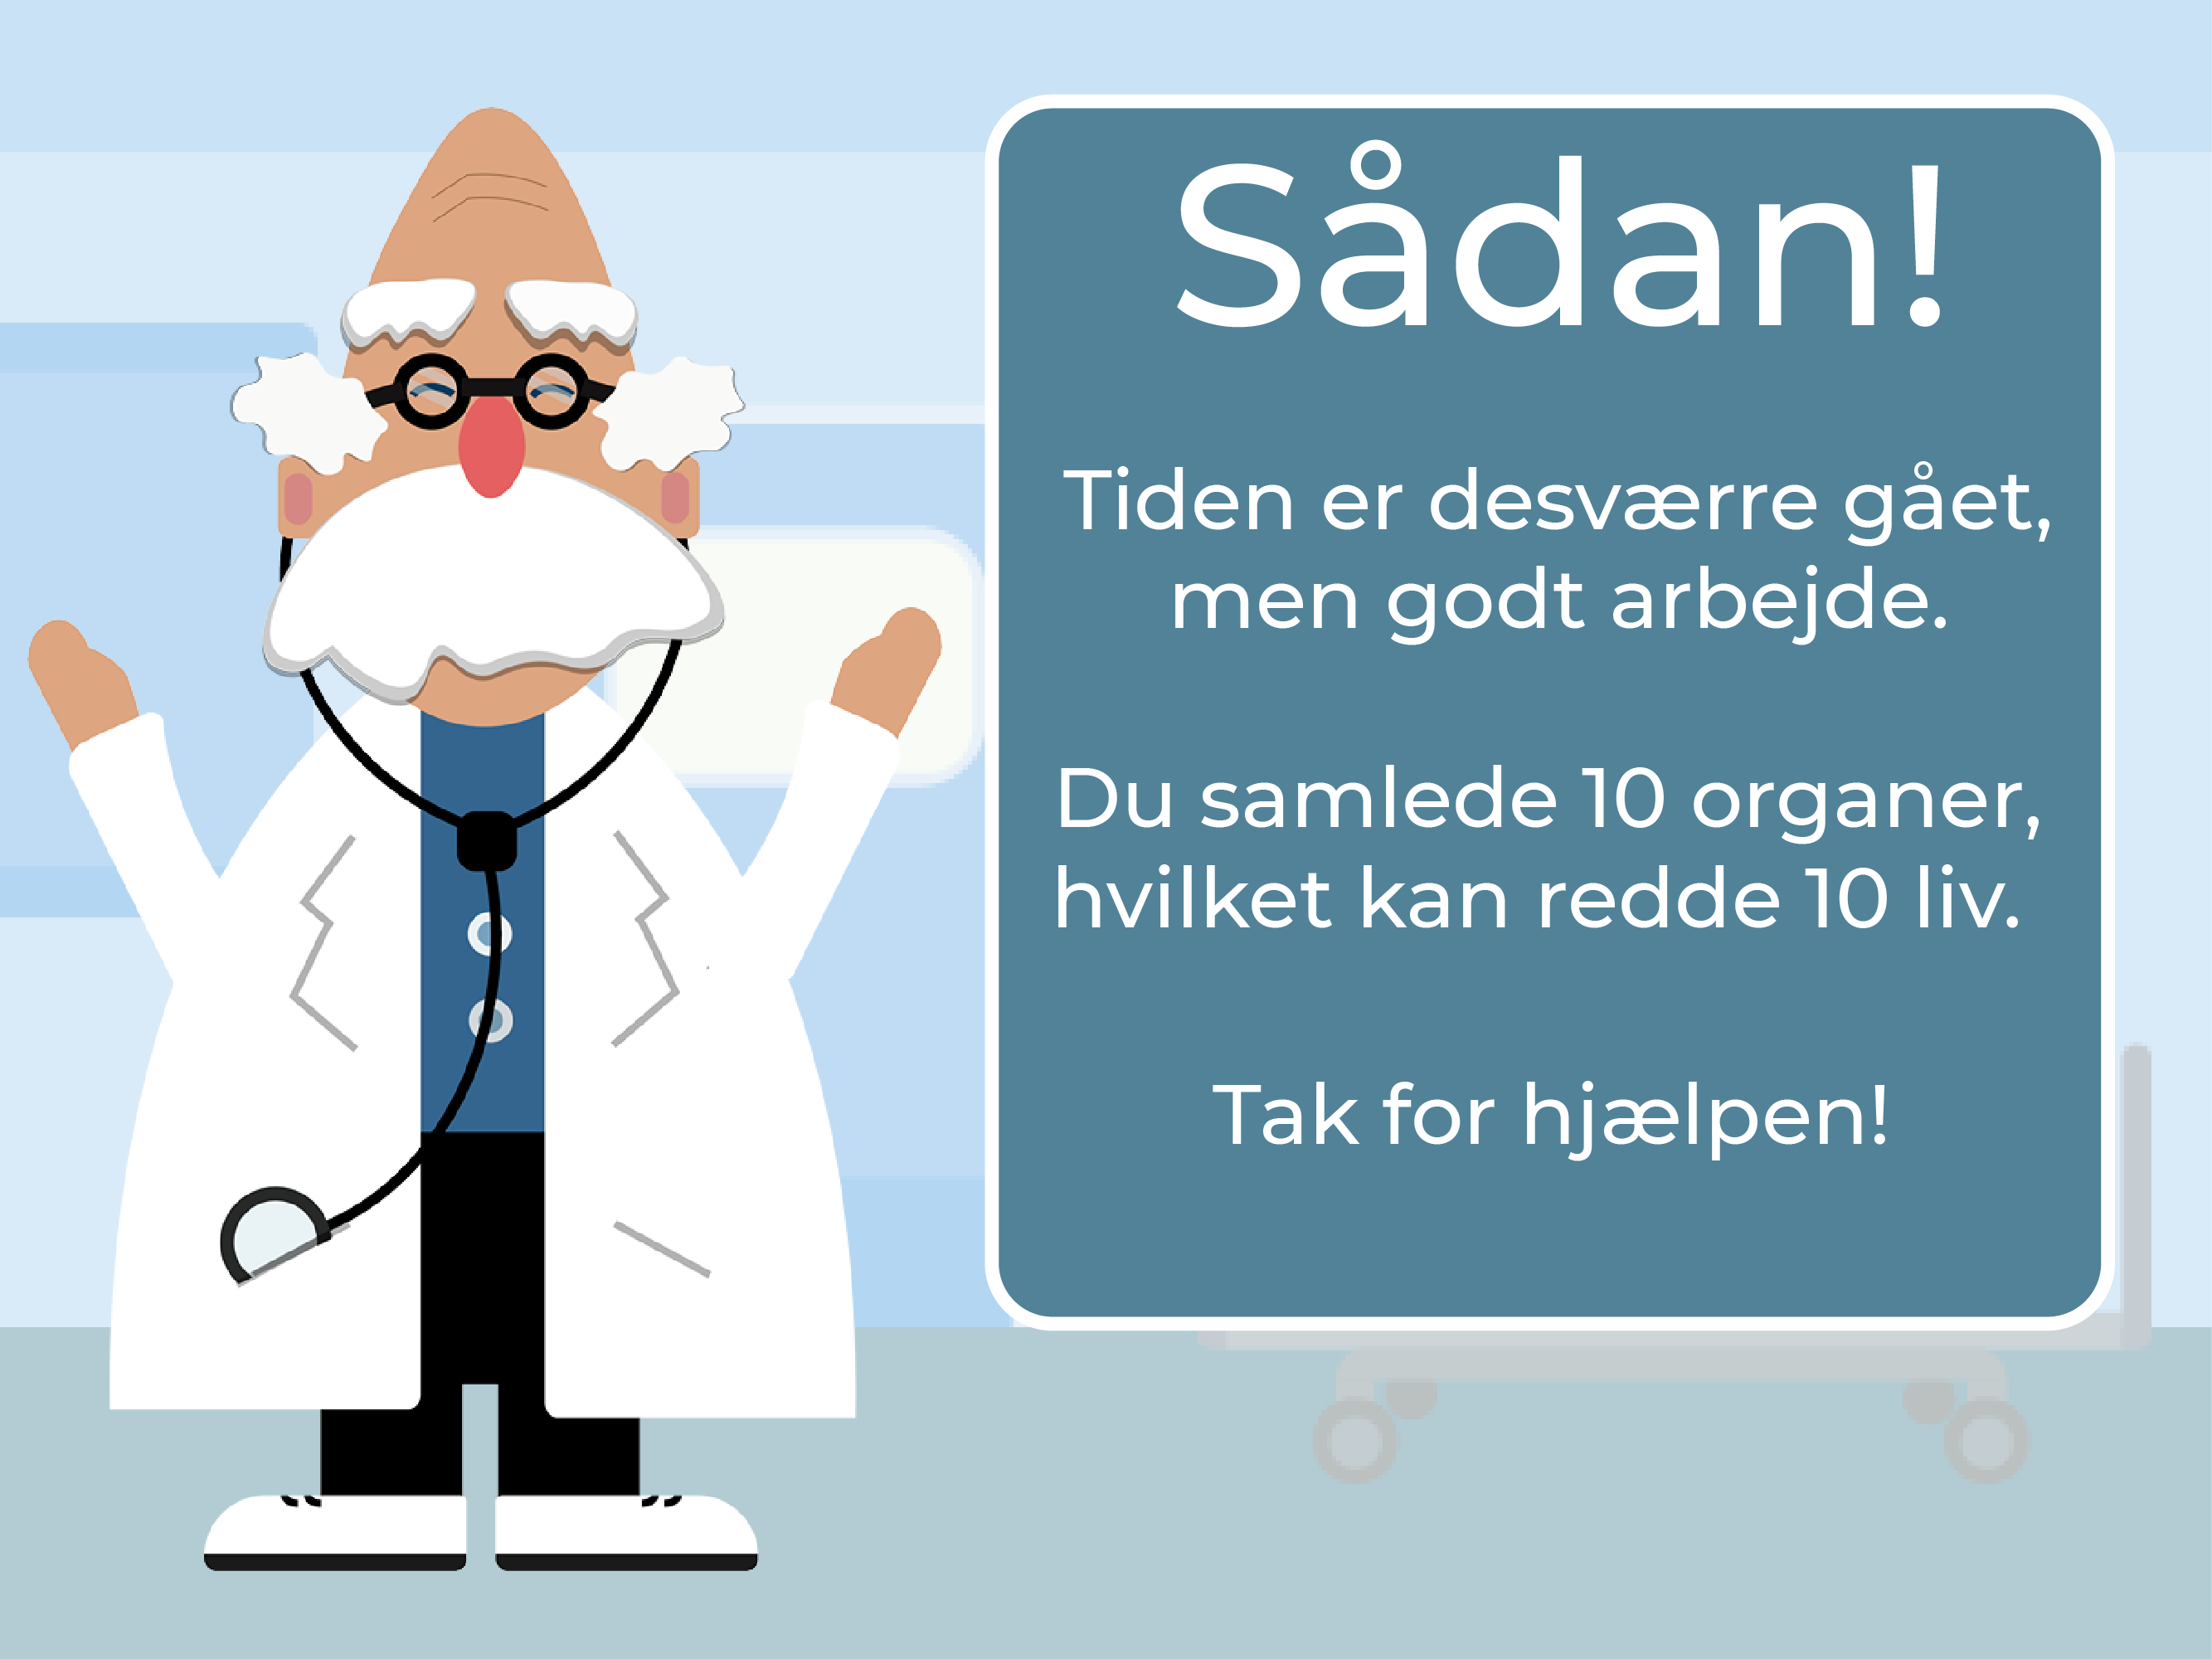 Sådan!
Tiden er desværre gået,
men godt arbejde.
Du samlede 10 organer,
hvilket kan redde 10 liv.
Tak for hjælpen!